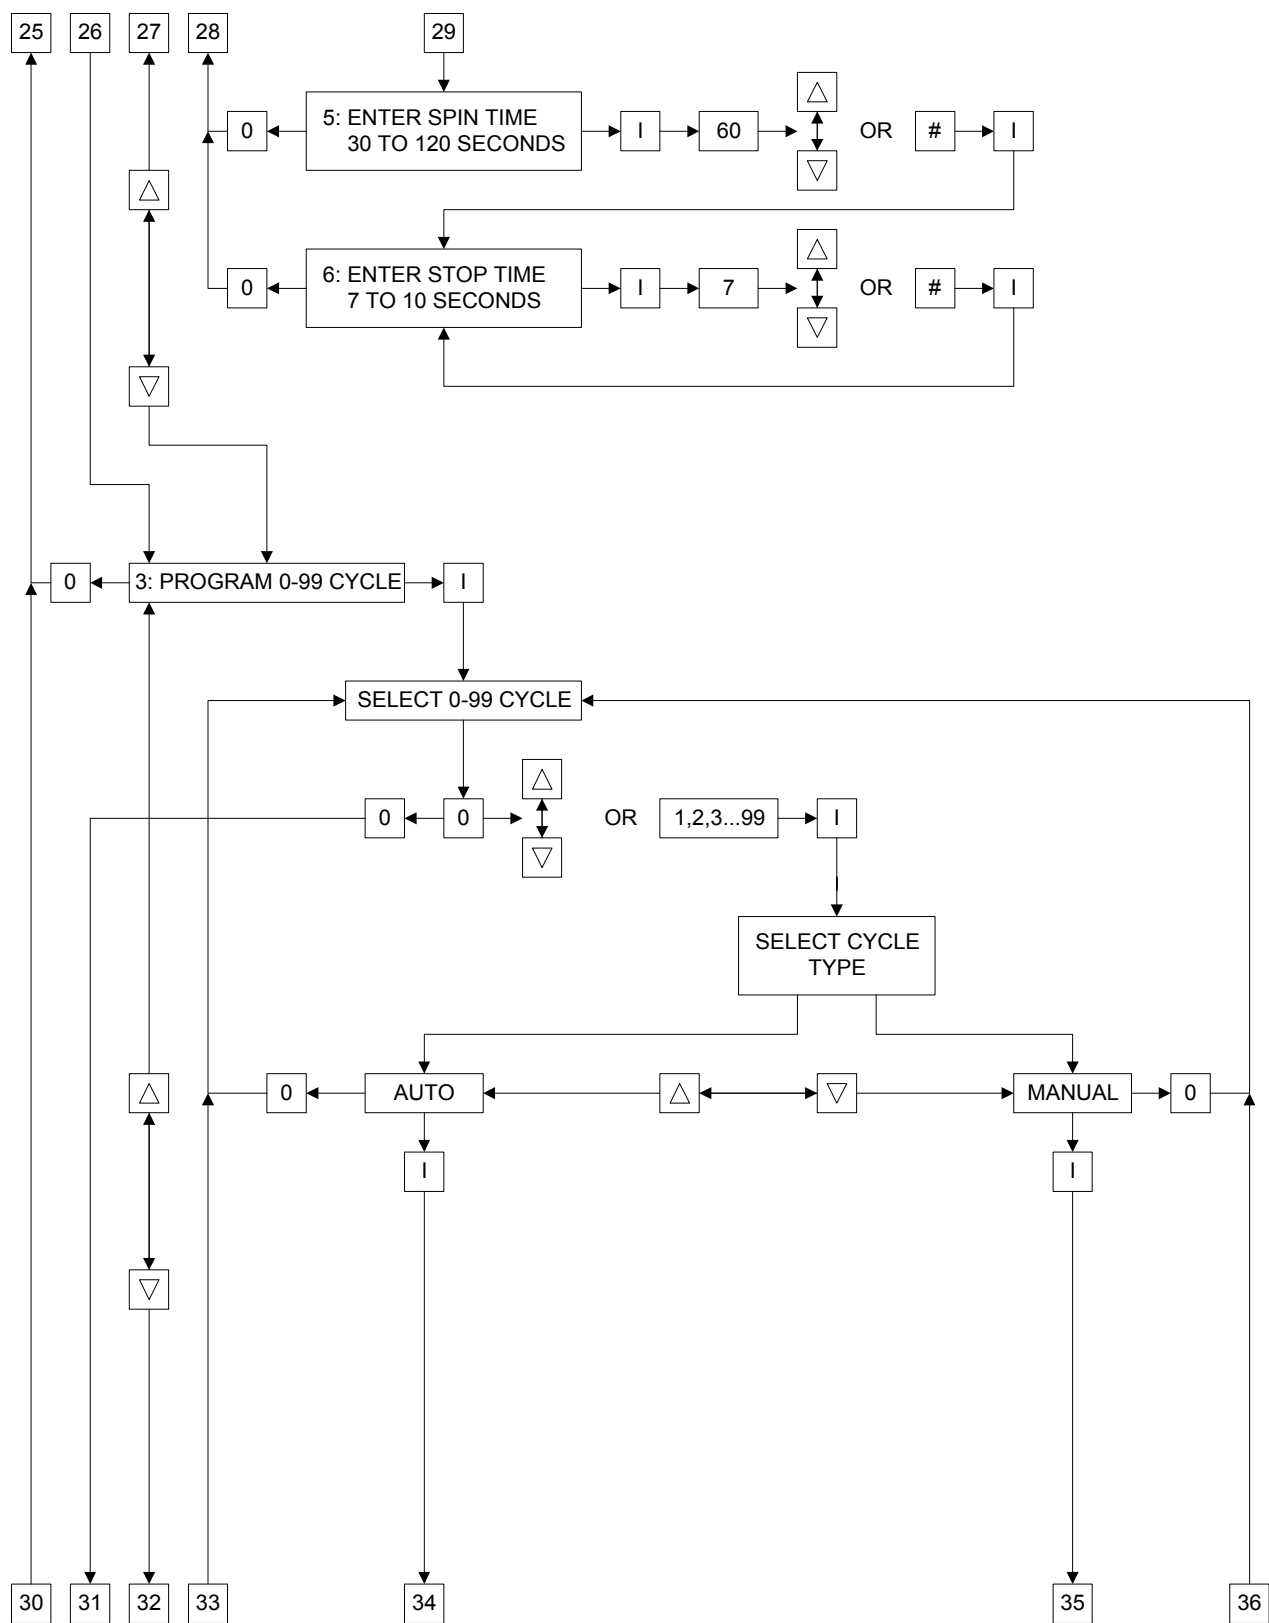 25 26 27 28 29
0 5: ENTER SPIN TIME I 60 OR # I
30 TO 120 SECONDS
0 6: ENTER STOP TIME I 7 OR # I
7 TO 10 SECONDS
0 3: PROGRAM 0-99 CYCLE I
SELECT 0-99 CYCLE
0 0 OR 1,2,3...99 I
I
SELECT CYCLE
TYPE
0 AUTO MANUAL 0
I I
30 31 32 33 34 35 36